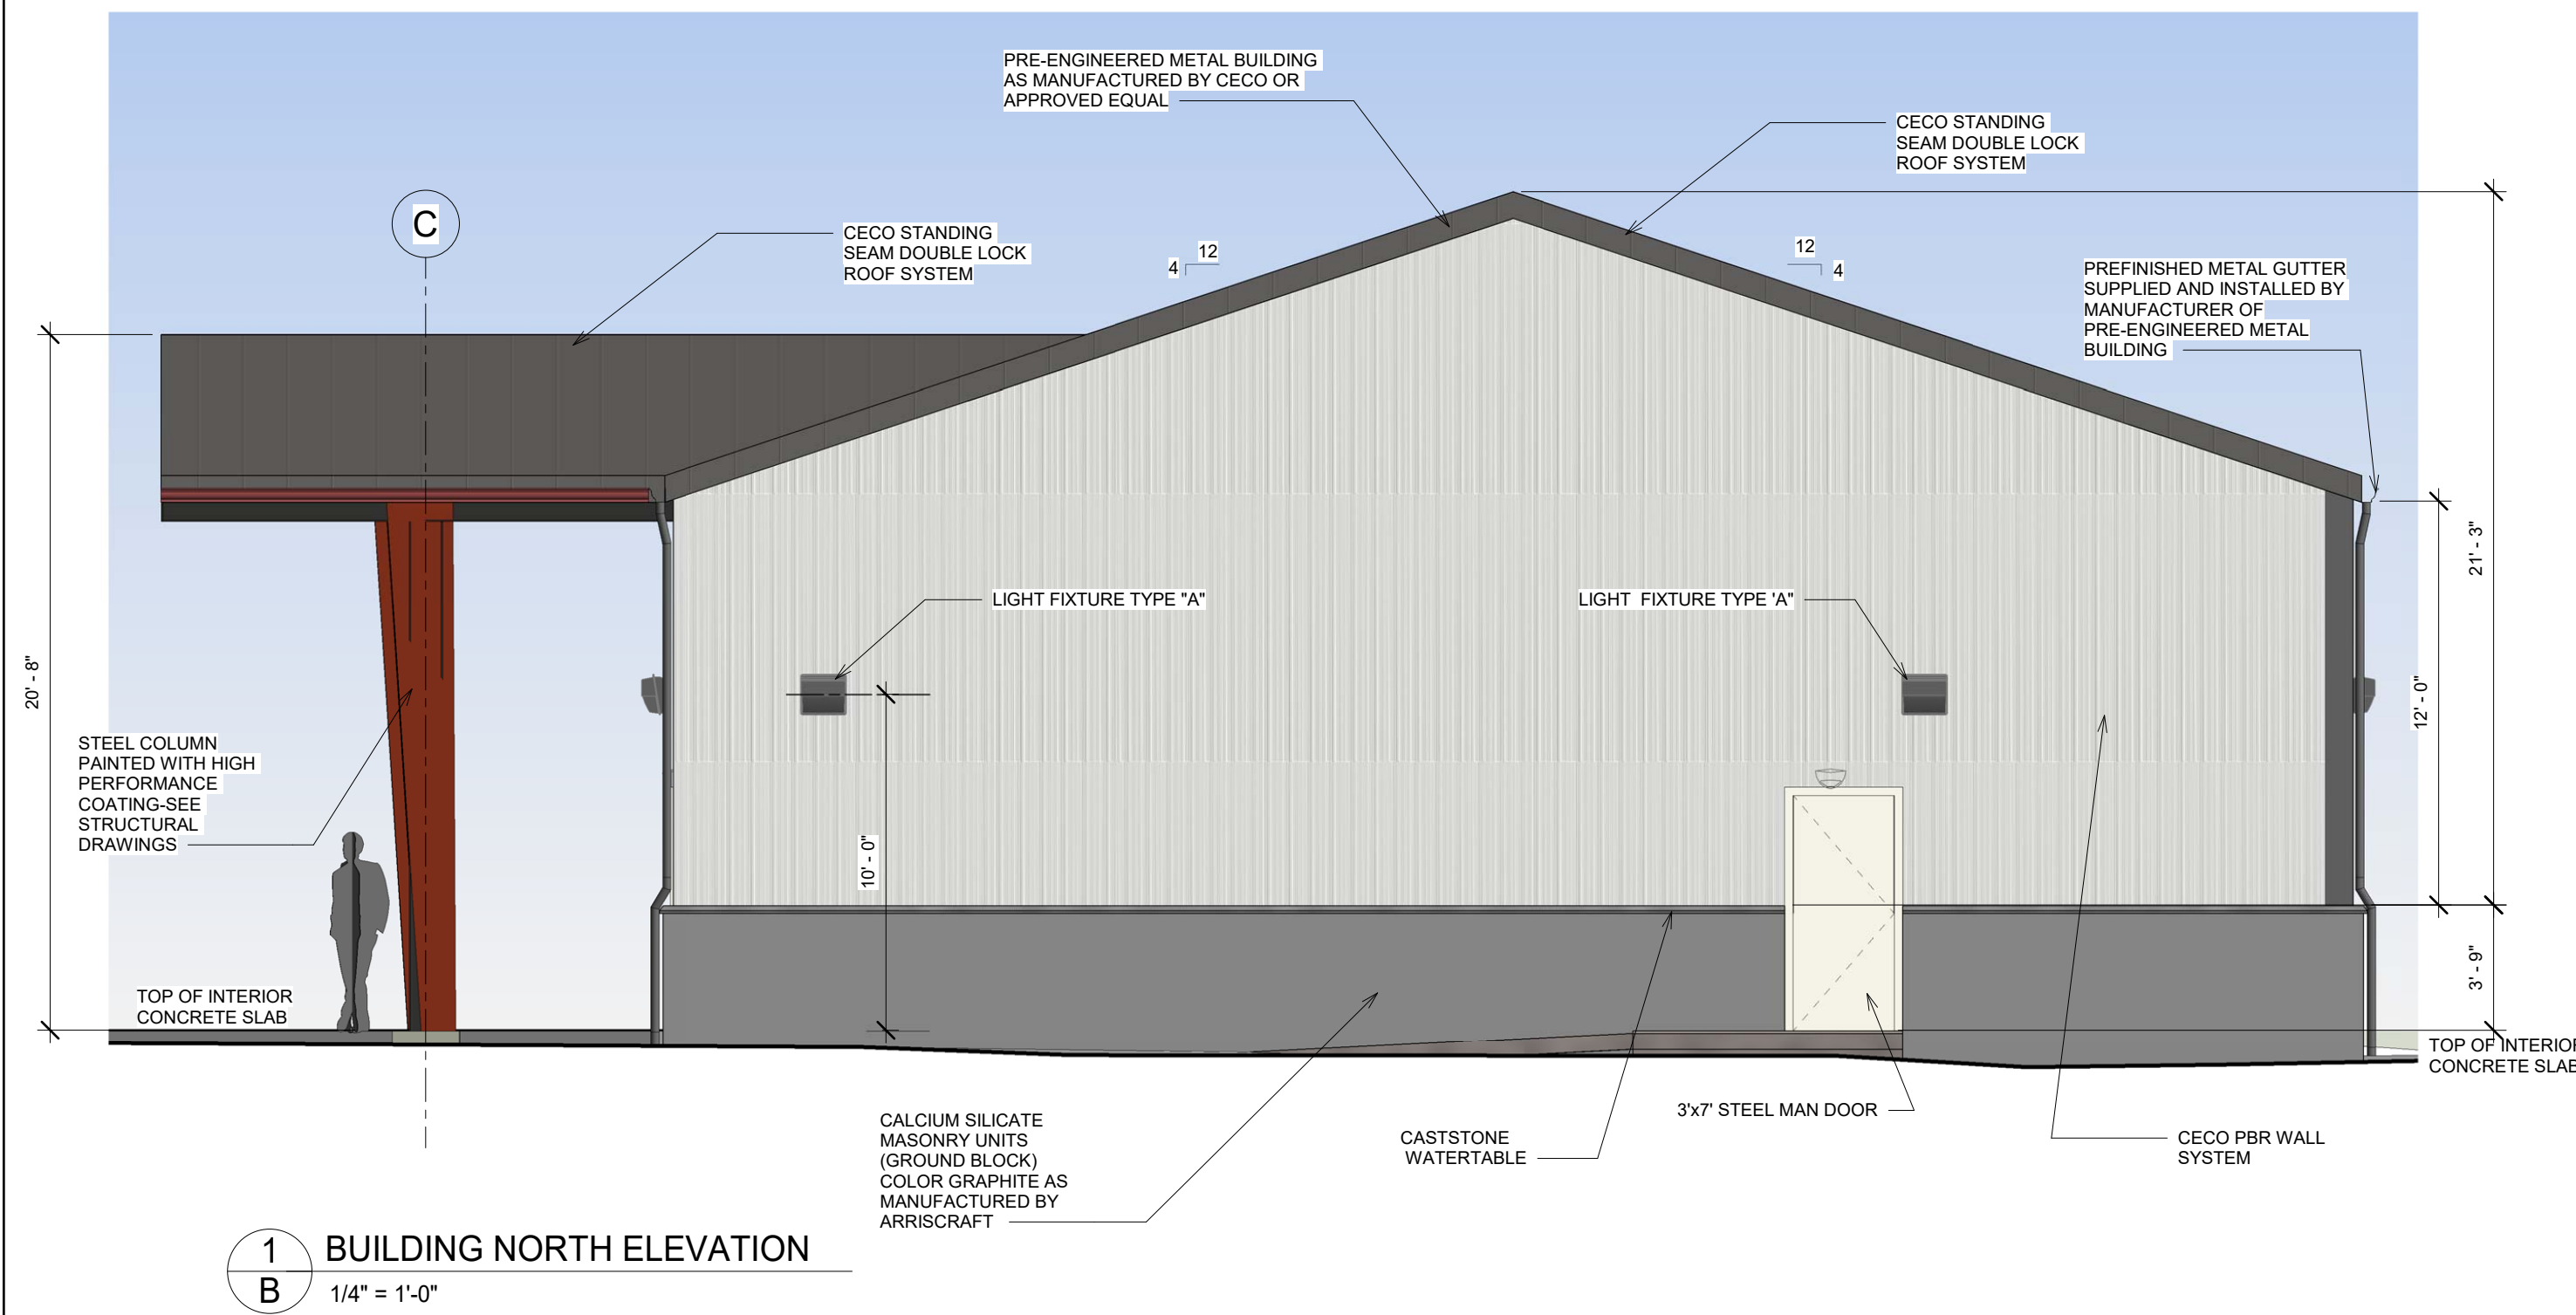 PRE-ENGINEERED METAL BUILDING
AS MANUFACTURED BY CECO OR
APPROVED EQUAL
CECO STANDING
SEAM DOUBLE LOCK
ROOF SYSTEM
C
CECO STANDING
SEAM DOUBLE LOCK
ROOF SYSTEM
12
4
12
4
PREFINISHED METAL GUTTER
SUPPLIED AND INSTALLED BY
MANUFACTURER OF
PRE-ENGINEERED METAL
BUILDING
21' - 3"
LIGHT FIXTURE TYPE "A"
LIGHT FIXTURE TYPE 'A"
20' - 8"
12' - 0"
STEEL COLUMN
PAINTED WITH HIGH
PERFORMANCE
COATING-SEE
STRUCTURAL
DRAWINGS
10' - 0"
3' - 9"
TOP OF INTERIOR
CONCRETE SLAB
TOP OF INTERIOR
CONCRETE SLAB
CALCIUM SILICATE
MASONRY UNITS
(GROUND BLOCK)
COLOR GRAPHITE AS
MANUFACTURED BY
ARRISCRAFT
CASTSTONE
WATERTABLE
3'x7' STEEL MAN DOOR
CECO PBR WALL
SYSTEM
1
B
BUILDING NORTH ELEVATION
1/4" = 1'-0"